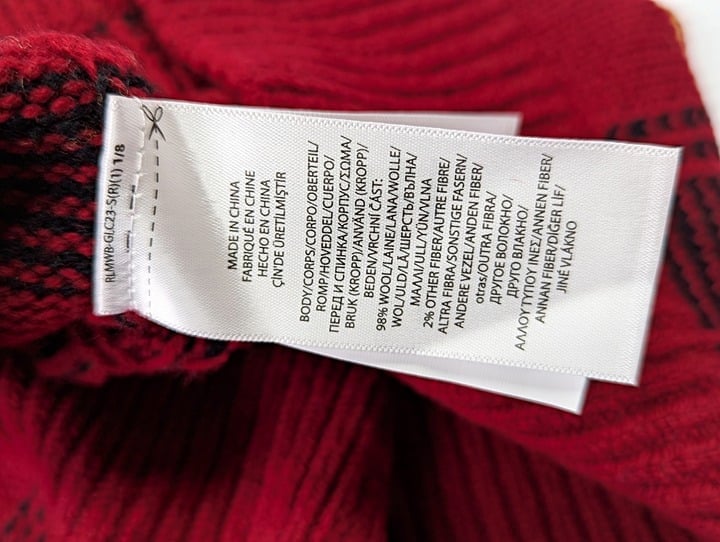 RLMWB-GLC23-S(R)(1) 1/8
MADE IN CHINA
FABRIQUÉ EN CHINE
HECHO EN CHINA
ÇİN'DE ÜRETİLMİŞTİR
BODY/CORPS/CORPO/OBERTEIL/
ROMP/HOVEDDEL/CUERPO/
ПЕРЕД И СПИНКА/КОРПУС/ΣΩΜΑ/
BRUK (KROPP)/ANVÄND (KROPP)/
BEDEN/VRCHNÍ ČÁST:
98% WOOL/LAINE/LANA/WOLLE/
WOL/ULD/LÃ/ШЕРСТЬ/ВЪЛНА/
ΜΑΛΛΙ/ULL/YÜN/VLNA
2% OTHER FIBER/AUTRE FIBRE/
ALTRA FIBRA/SONSTIGE FASERN/
ANDERE VEZEL/ANDEN FIBER/
otras/OUTRA FIBRA/
ДРУГОЕ ВОЛОКНО/
ДРУГО ВЛАКНО/
ΑΛΛΟΥ ΤΥΠΟΥ ΙΝΕΣ/ANNEN FIBER/
ANNAN FIBER/DİĞER LİF/
JINÉ VLÁKNO